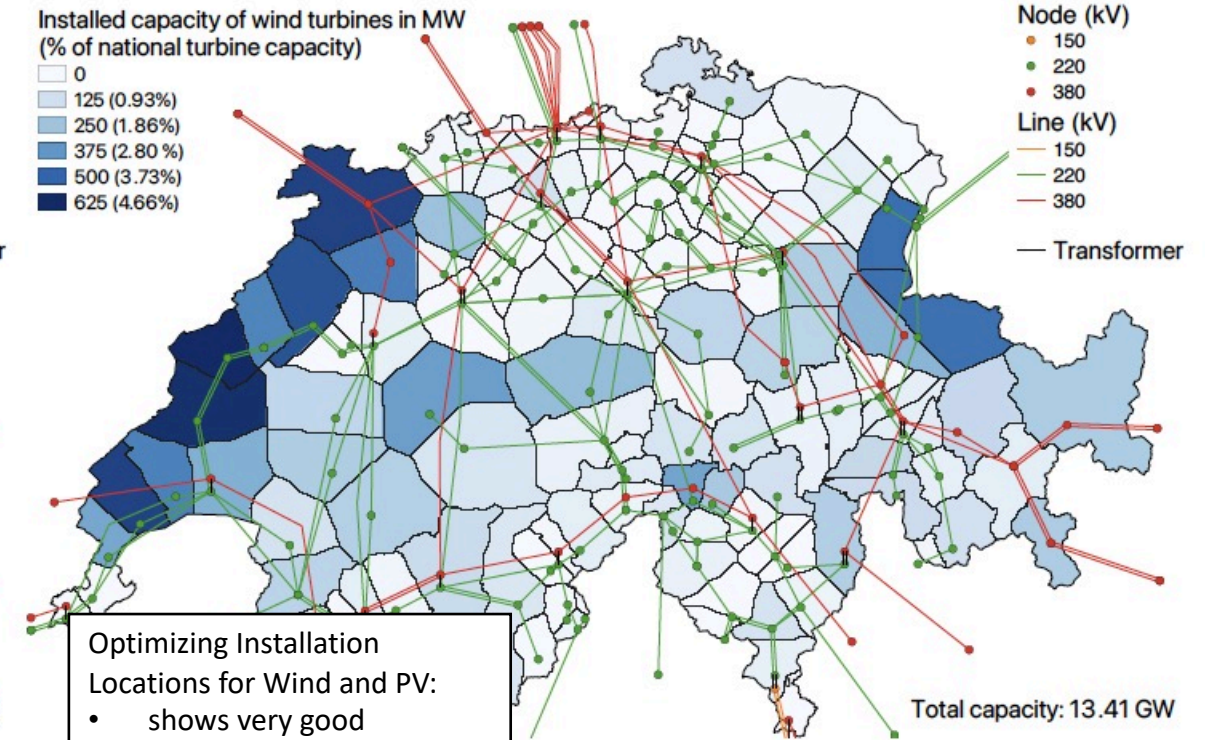 Installed capacity of wind turbines in MW
(% of national turbine capacity)
0
125 (0.93%)
250 (1.86%)
375 (2.80 %)
500 (3.73%)
625 (4.66%)
Node (kV)
150
220
380
Line (kV)
150
220
380
Transformer
Optimizing Installation
Locations for Wind and PV:
• shows very good
Total capacity: 13.41 GW